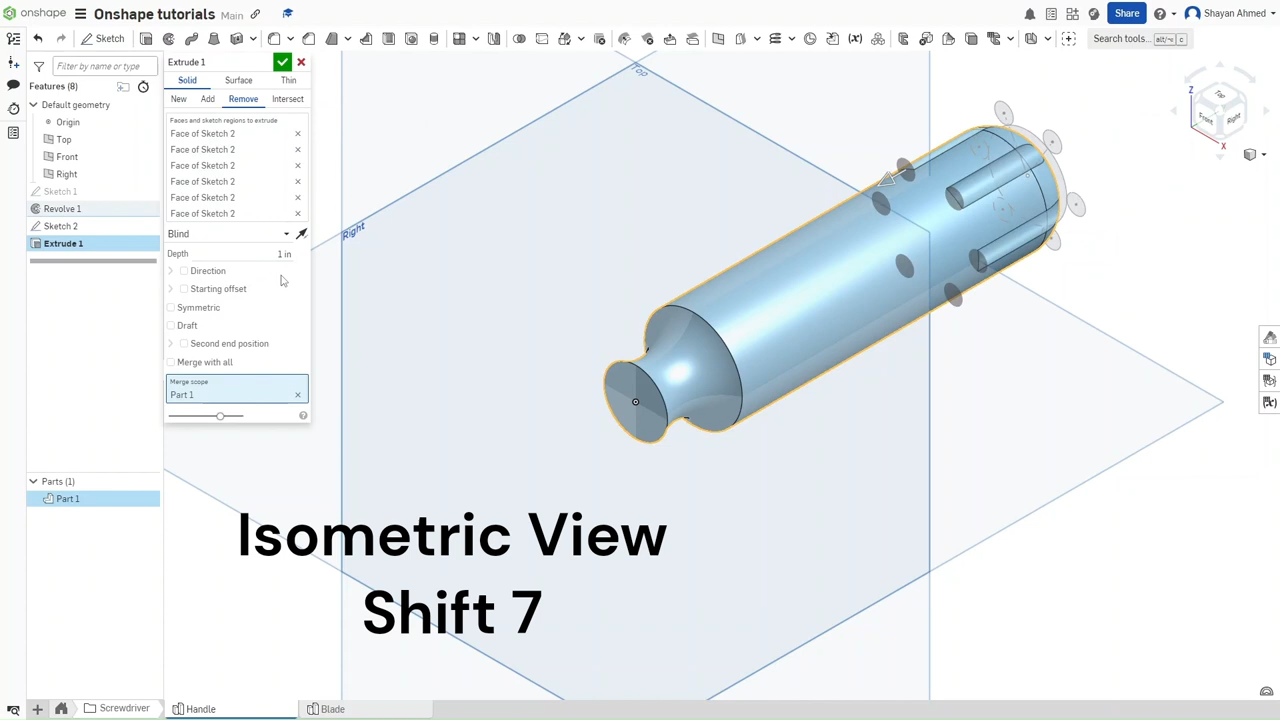 onshape
Onshape tutorials
Main
Share
Shayan Ahmed
Sketch
Search tools...
alt/⌥
c
Filter by name or type
Features (8)
Default geometry
Origin
Top
Front
Right
Sketch 1
Revolve 1
Sketch 2
Extrude 1
Parts (1)
Part 1
Extrude 1
Solid
Surface
Thin
New
Add
Remove
Intersect
Faces and sketch regions to extrude
Face of Sketch 2
Face of Sketch 2
Face of Sketch 2
Face of Sketch 2
Face of Sketch 2
Face of Sketch 2
Blind
Depth
1 in
Direction
Starting offset
Symmetric
Draft
Second end position
Merge with all
Merge scope
Part 1
Top
Right
Z
Top
Front
Right
X
Isometric View
Shift 7
Screwdriver
Handle
Blade